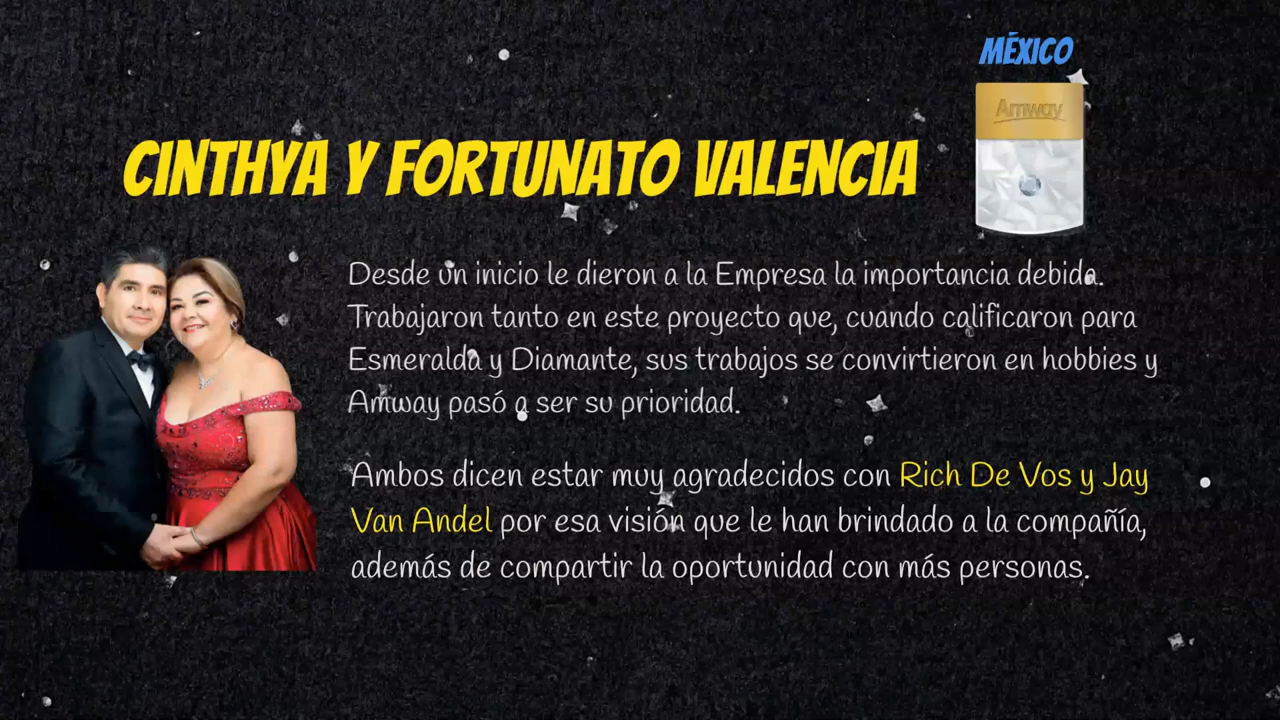 MÉXICO
Amway
CINTHYA Y FORTUNATO VALENCIA
Desde un inicio le dieron a la Empresa la importancia debida.
Trabajaron tanto en este proyecto que, cuando calificaron para
Esmeralda y Diamante, sus trabajos se convirtieron en hobbies y
Amway pasó a ser su prioridad.
Ambos dicen estar muy agradecidos con Rich De Vos y Jay
Van Andel por esa visión que le han brindado a la compañía,
además de compartir la oportunidad con más personas.